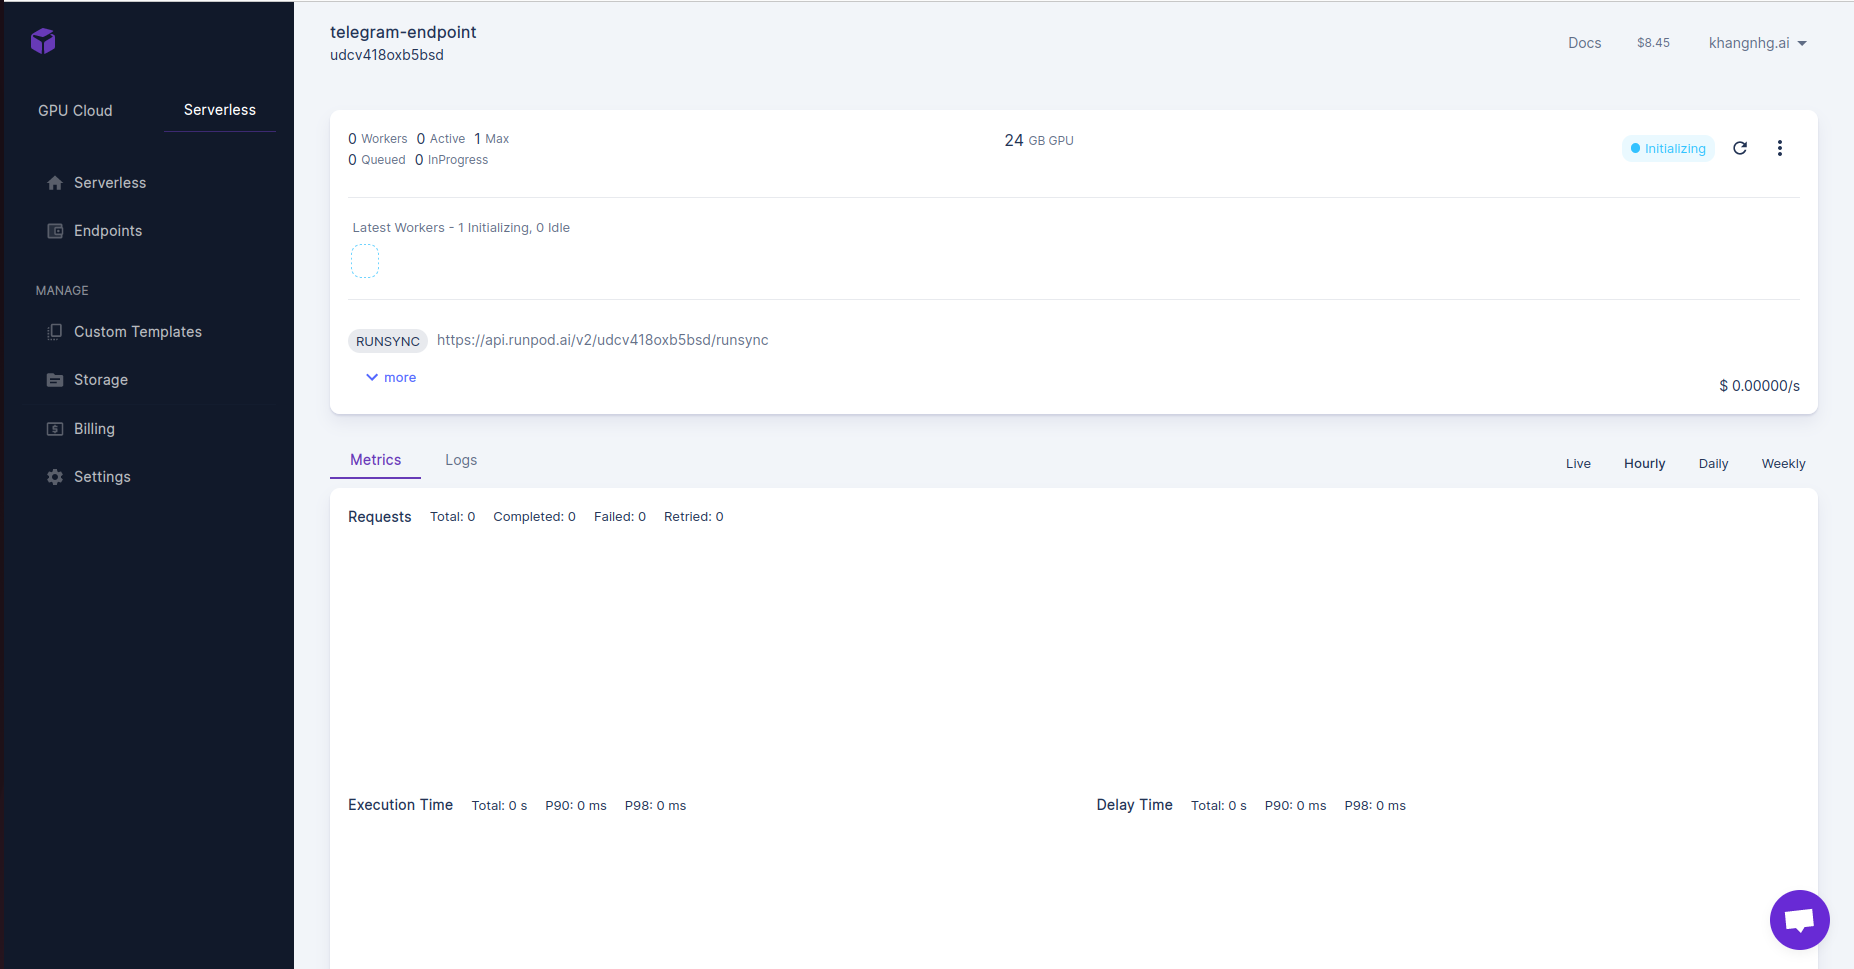 telegram-endpoint
udcv418oxb5bsd
Docs $8.45 khangnhg.ai
GPU Cloud Serverless
Serverless
Endpoints
MANAGE
Custom Templates
Storage
Billing
Settings
0 Workers 0 Active 1 Max
0 Queued 0 InProgress
24 GB GPU
Initializing
Latest Workers - 1 Initializing, 0 Idle
RUNSYNC https://api.runpod.ai/v2/udcv418oxb5bsd/runsync
more
$ 0.00000/s
Metrics Logs
Live Hourly Daily Weekly
Requests Total: 0 Completed: 0 Failed: 0 Retried: 0
Execution Time Total: 0 s P90: 0 ms P98: 0 ms
Delay Time Total: 0 s P90: 0 ms P98: 0 ms